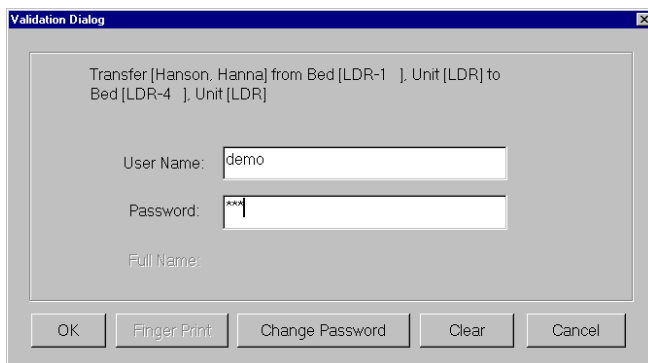 Validation Dialog
Transfer [Hanson, Hanna] from Bed [LDR-1   ], Unit [LDR] to
Bed [LDR-4   ], Unit [LDR]
User Name: demo
Password: ***
Full Name:
OK Finger Print Change Password Clear Cancel